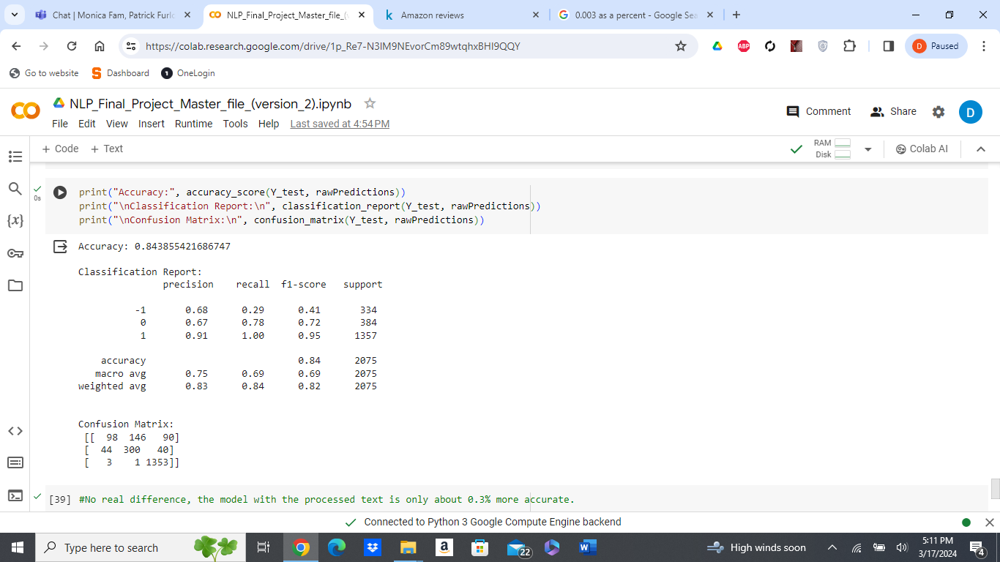 Chat | Monica Fam, Patrick Furlo
NLP_Final_Project_Master_file_(v
Amazon reviews
0.003 as a percent - Google Sea
https://colab.research.google.com/drive/1p_Re7-N3IM9NEvorCm89wtqhxBHI9QQY
ABP
D Paused
Go to website
S Dashboard
1 OneLogin
NLP_Final_Project_Master_file_(version_2).ipynb
Comment
Share
D
File Edit View Insert Runtime Tools Help Last saved at 4:54 PM
+ Code + Text
RAM
Disk
Colab AI
{x}
0s
print("Accuracy:", accuracy_score(Y_test, rawPredictions))
print("\nClassification Report:\n", classification_report(Y_test, rawPredictions))
print("\nConfusion Matrix:\n", confusion_matrix(Y_test, rawPredictions))
Accuracy: 0.843855421686747
Classification Report:
precision recall f1-score support
-1 0.68 0.29 0.41 334
0 0.67 0.78 0.72 384
1 0.91 1.00 0.95 1357
accuracy 0.84 2075
macro avg 0.75 0.69 0.69 2075
weighted avg 0.83 0.84 0.82 2075
Confusion Matrix:
[[ 98 146 90]
[ 44 300 40]
[ 3 1 1353]]
[39] #No real difference, the model with the processed text is only about 0.3% more accurate.
Connected to Python 3 Google Compute Engine backend
Type here to search
22
High winds soon
5:11 PM
3/17/2024
4